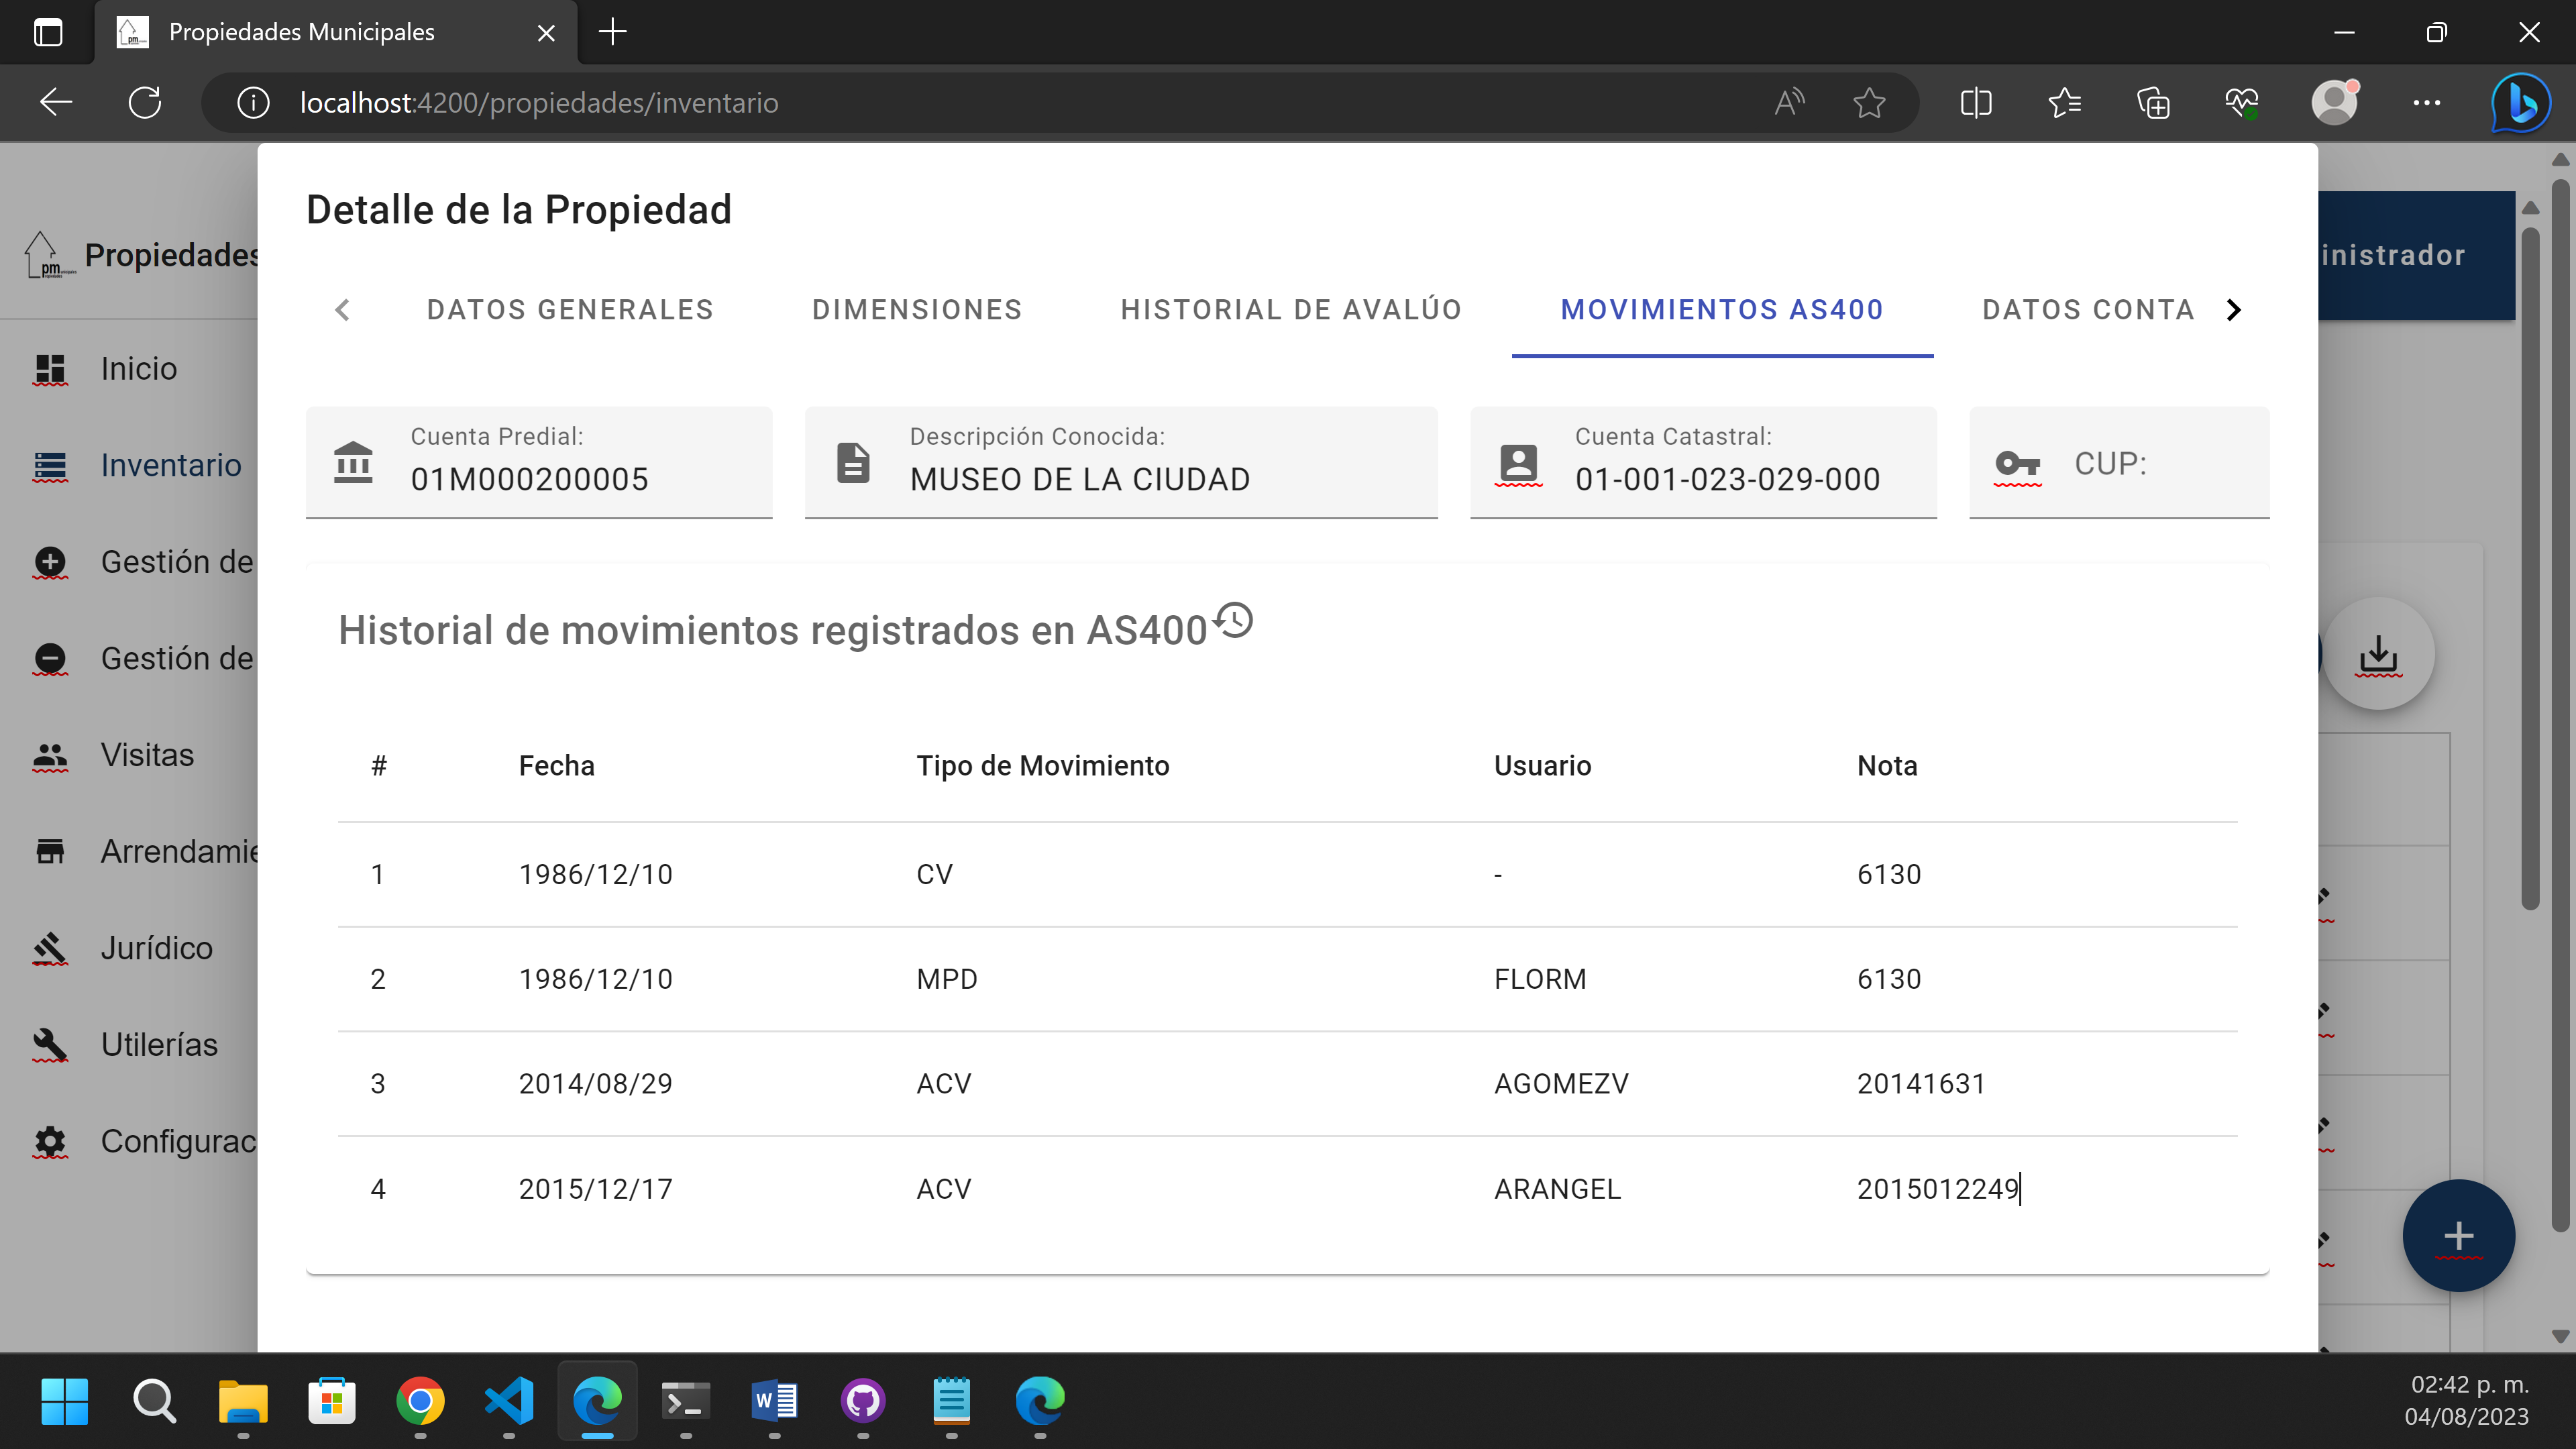 Propiedades Municipales
localhost:4200/propiedades/inventario
Detalle de la Propiedad
pm
Propiedades
inistrador
DATOS GENERALES
DIMENSIONES
HISTORIAL DE AVALÚO
MOVIMIENTOS AS400
DATOS CONTA
Inicio
Inventario
Gestión de
Gestión de
Visitas
Arrendamie
Jurídico
Utilerías
Configurac
Cuenta Predial:
01M000200005
Descripción Conocida:
MUSEO DE LA CIUDAD
Cuenta Catastral:
01-001-023-029-000
CUP:
Historial de movimientos registrados en AS400
# Fecha Tipo de Movimiento Usuario Nota
1 1986/12/10 CV - 6130
2 1986/12/10 MPD FLORM 6130
3 2014/08/29 ACV AGOMEZV 20141631
4 2015/12/17 ACV ARANGEL 2015012249
02:42 p. m.
04/08/2023